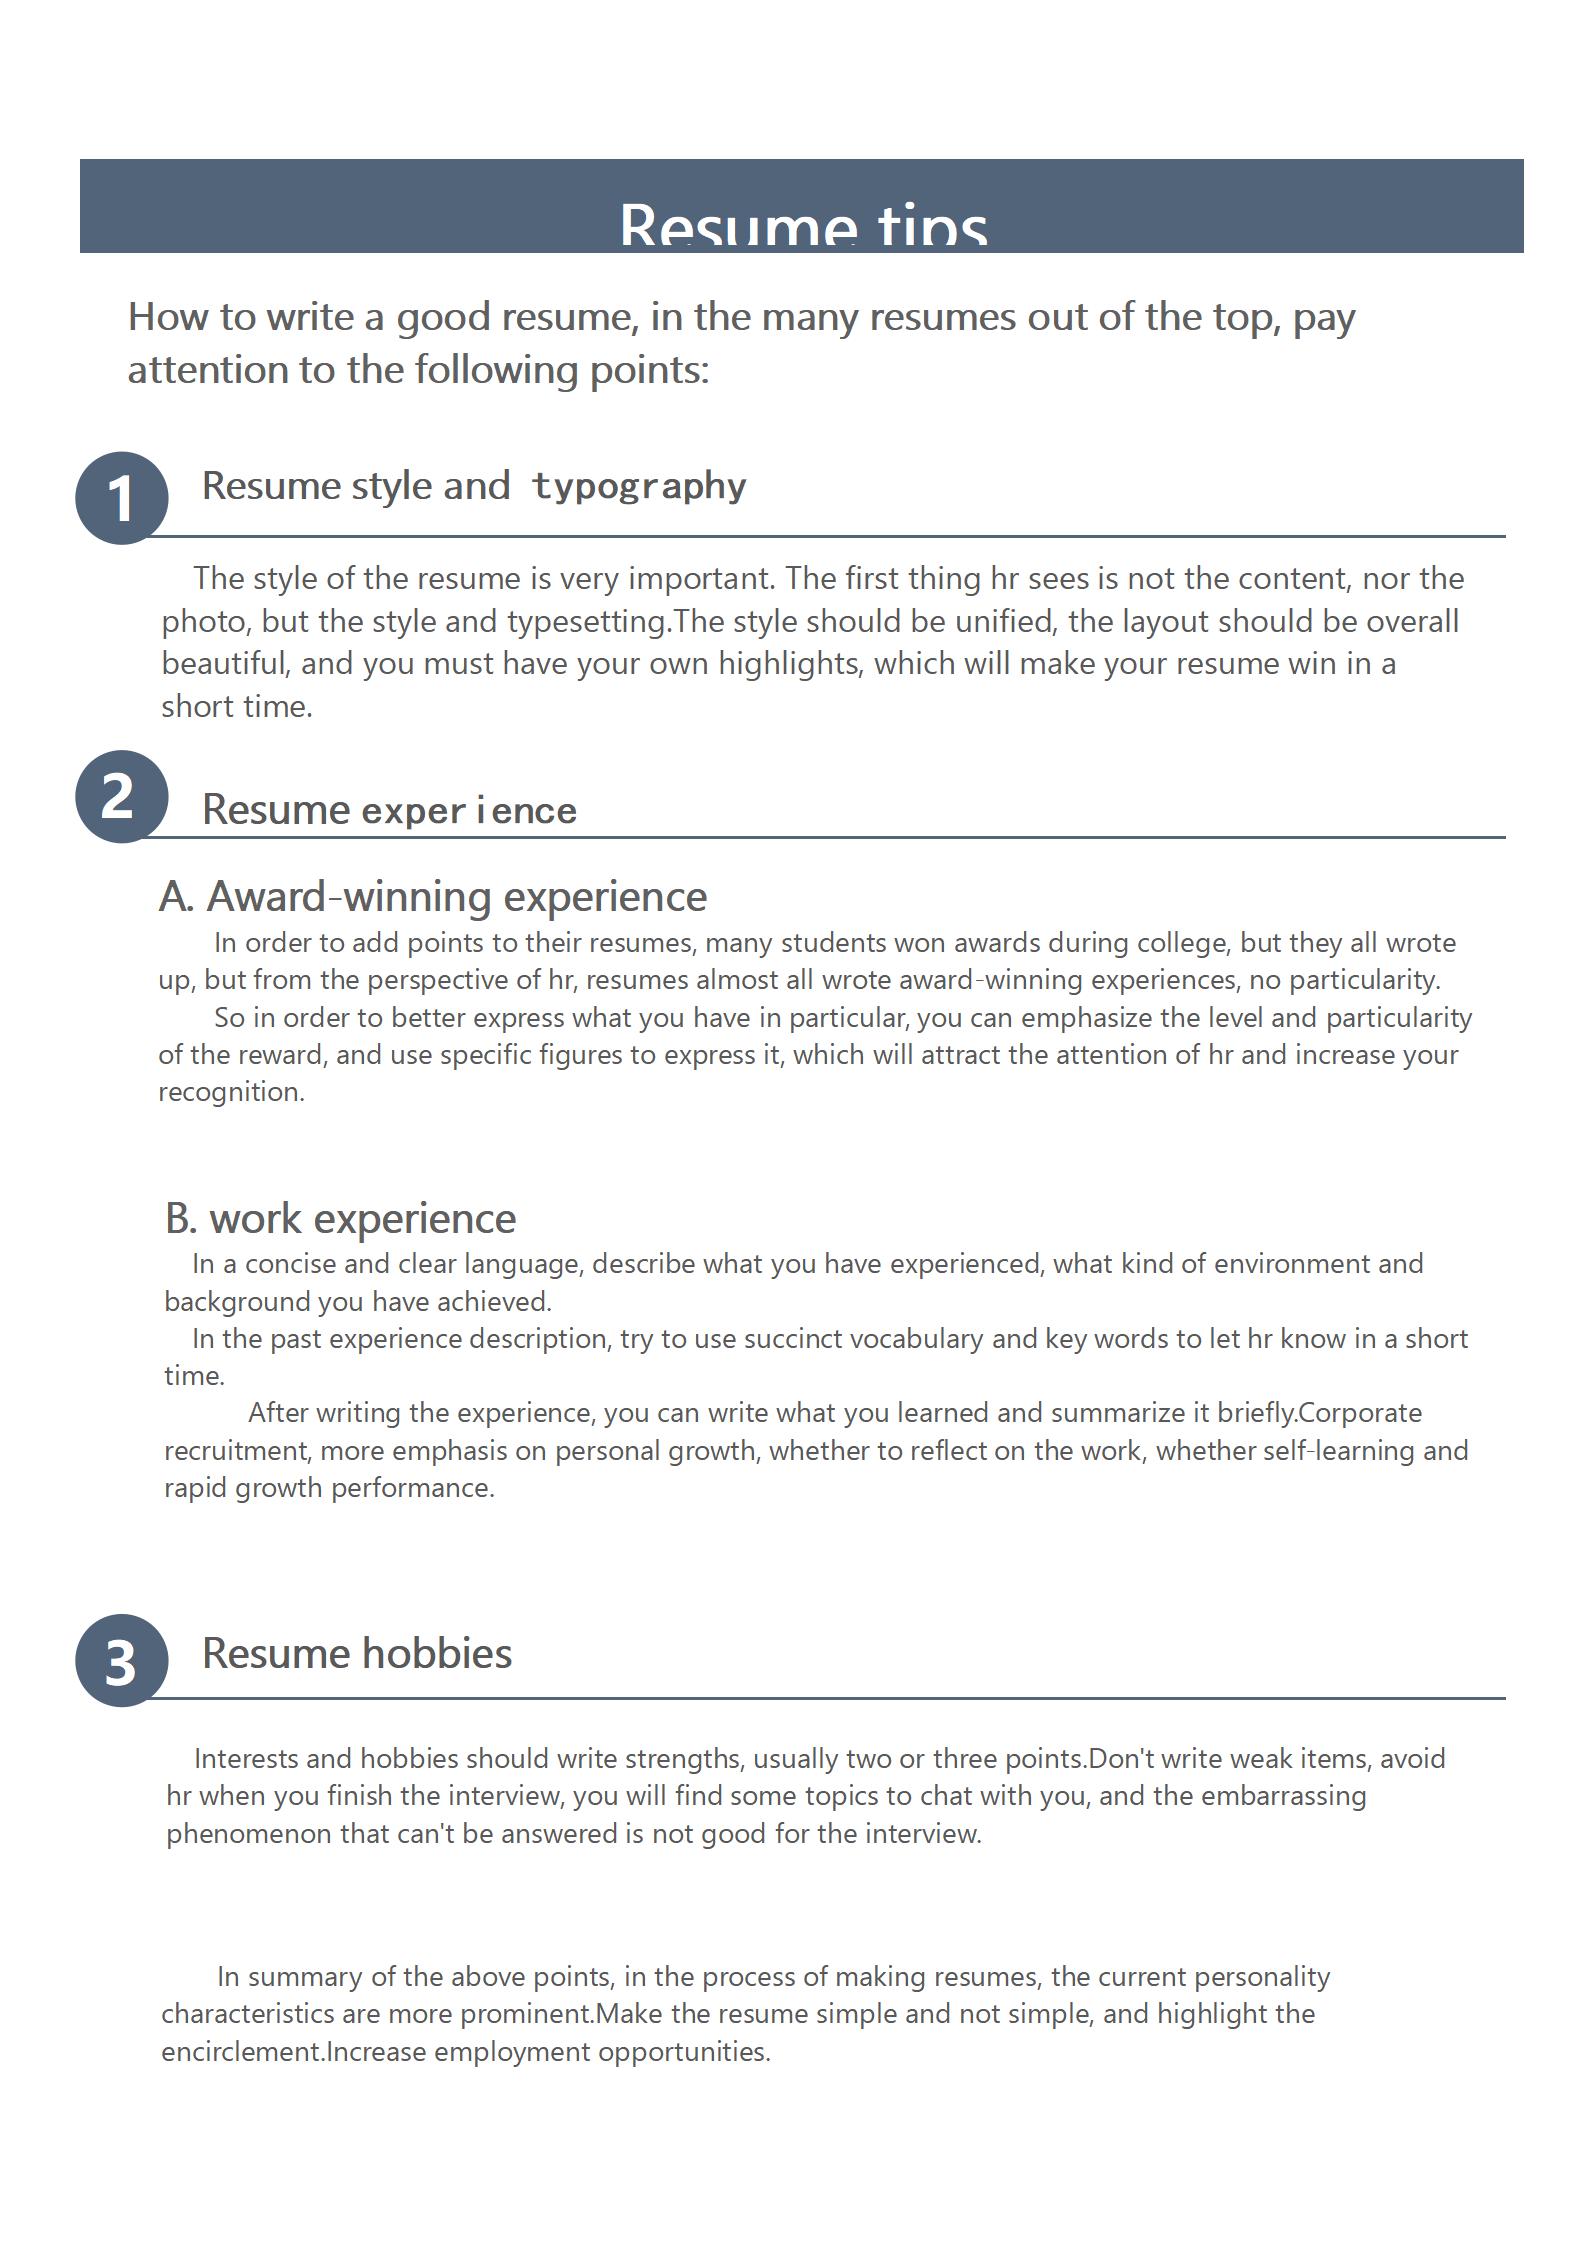 Resume tips
How to write a good resume, in the many resumes out of the top, pay
attention to the following points:
1
Resume style and typography
The style of the resume is very important. The first thing hr sees is not the content, nor the
photo, but the style and typesetting.The style should be unified, the layout should be overall
beautiful, and you must have your own highlights, which will make your resume win in a
short time.
2
Resume experience
A. Award-winning experience
In order to add points to their resumes, many students won awards during college, but they all wrote
up, but from the perspective of hr, resumes almost all wrote award-winning experiences, no particularity.
So in order to better express what you have in particular, you can emphasize the level and particularity
of the reward, and use specific figures to express it, which will attract the attention of hr and increase your
recognition.
B. work experience
In a concise and clear language, describe what you have experienced, what kind of environment and
background you have achieved.
In the past experience description, try to use succinct vocabulary and key words to let hr know in a short
time.
After writing the experience, you can write what you learned and summarize it briefly.Corporate
recruitment, more emphasis on personal growth, whether to reflect on the work, whether self-learning and
rapid growth performance.
3
Resume hobbies
Interests and hobbies should write strengths, usually two or three points.Don't write weak items, avoid
hr when you finish the interview, you will find some topics to chat with you, and the embarrassing
phenomenon that can't be answered is not good for the interview.
In summary of the above points, in the process of making resumes, the current personality
characteristics are more prominent.Make the resume simple and not simple, and highlight the
encirclement.Increase employment opportunities.